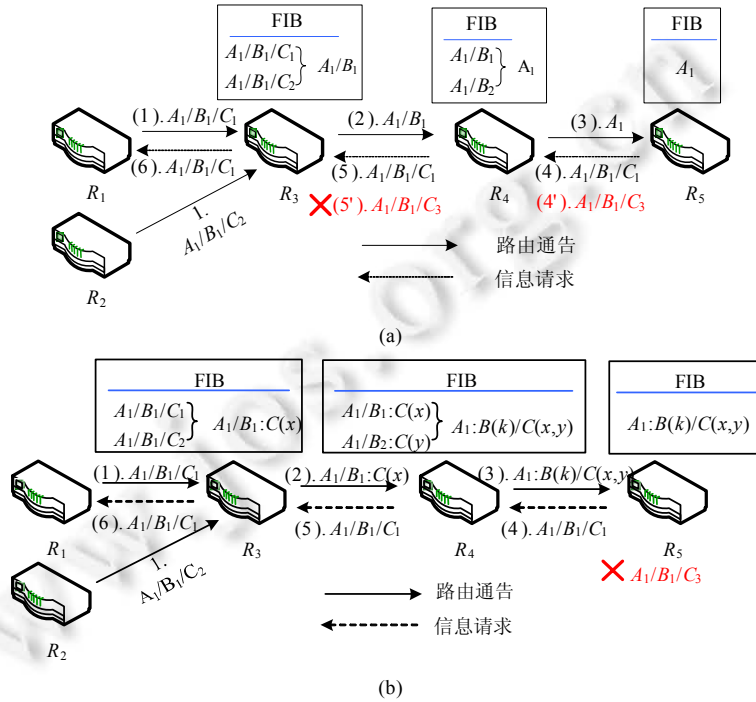 FIB
A₁/B₁/C₁
A₁/B₁/C₂
A₁/B₁
FIB
A₁/B₁
A₁/B₂
A₁
FIB
A₁
(1). A₁/B₁/C₁
(6). A₁/B₁/C₁
(2). A₁/B₁
(5). A₁/B₁/C₁
(5'). A₁/B₁/C₃
(3). A₁
(4). A₁/B₁/C₁
(4'). A₁/B₁/C₃
R₁
R₃
R₄
R₅
1.
A₁/B₁/C₂
R₂
路由通告
信息请求
(a)
FIB
A₁/B₁/C₁
A₁/B₁/C₂
A₁/B₁:C(x)
FIB
A₁/B₁:C(x)
A₁/B₂:C(y)
A₁:B(k)/C(x,y)
FIB
A₁:B(k)/C(x,y)
(1). A₁/B₁/C₁
(6). A₁/B₁/C₁
(2). A₁/B₁:C(x)
(5). A₁/B₁/C₁
(3). A₁:B(k)/C(x,y)
(4). A₁/B₁/C₁
R₁
R₃
R₄
R₅
A₁/B₁/C₃
1.
A₁/B₁/C₂
R₂
路由通告
信息请求
(b)